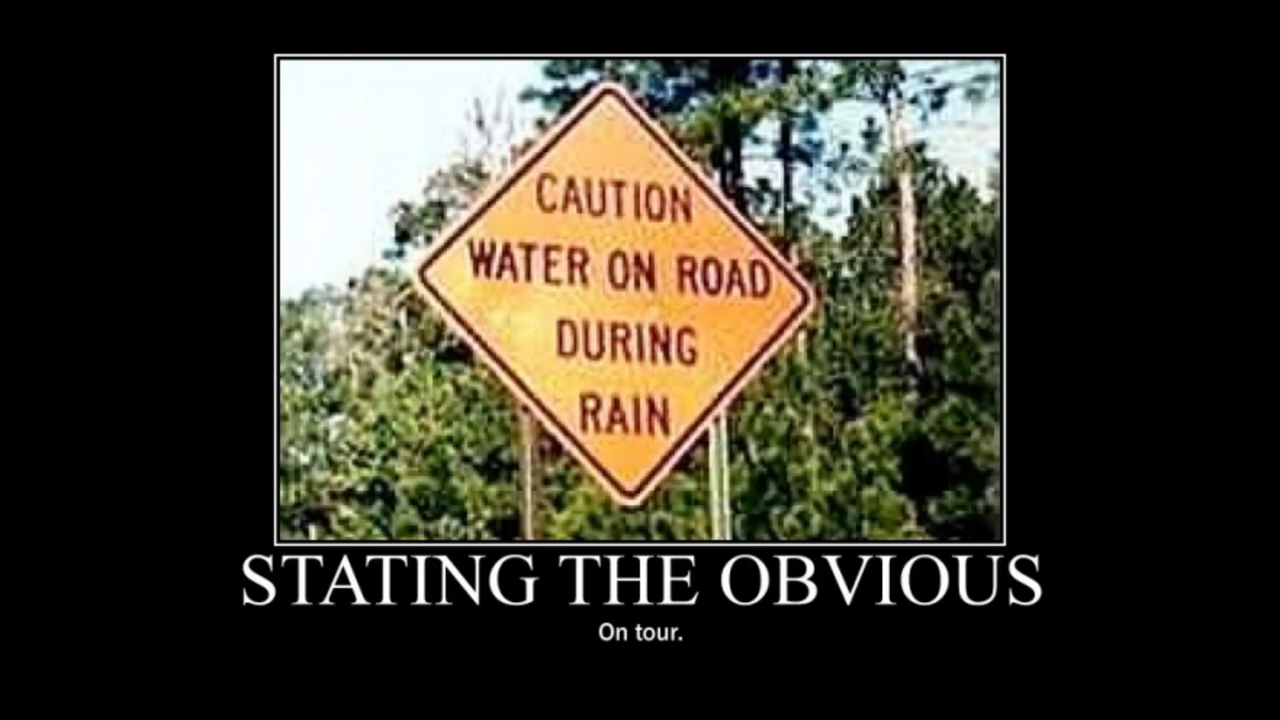 CAUTION
WATER ON ROAD
DURING
RAIN
STATING THE OBVIOUS
On tour.